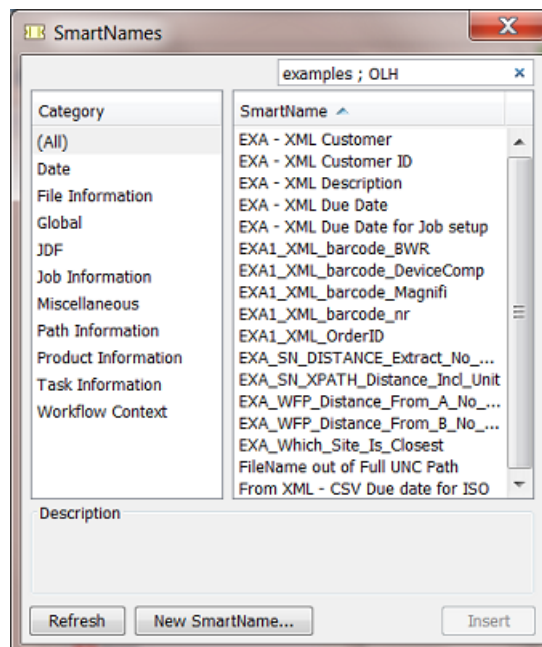 SmartNames
examples ; OLH
Category
(All)
Date
File Information
Global
JDF
Job Information
Miscellaneous
Path Information
Product Information
Task Information
Workflow Context
SmartName
EXA - XML Customer
EXA - XML Customer ID
EXA - XML Description
EXA - XML Due Date
EXA - XML Due Date for Job setup
EXA1_XML_barcode_BWR
EXA1_XML_barcode_DeviceComp
EXA1_XML_barcode_Magnifi
EXA1_XML_barcode_nr
EXA1_XML_OrderID
EXA_SN_DISTANCE_Extract_No_...
EXA_SN_XPATH_Distance_Incl_Unit
EXA_WFP_Distance_From_A_No_...
EXA_WFP_Distance_From_B_No_...
EXA_Which_Site_Is_Closest
FileName out of Full UNC Path
From XML - CSV Due date for ISO
Description
Refresh
New SmartName...
Insert